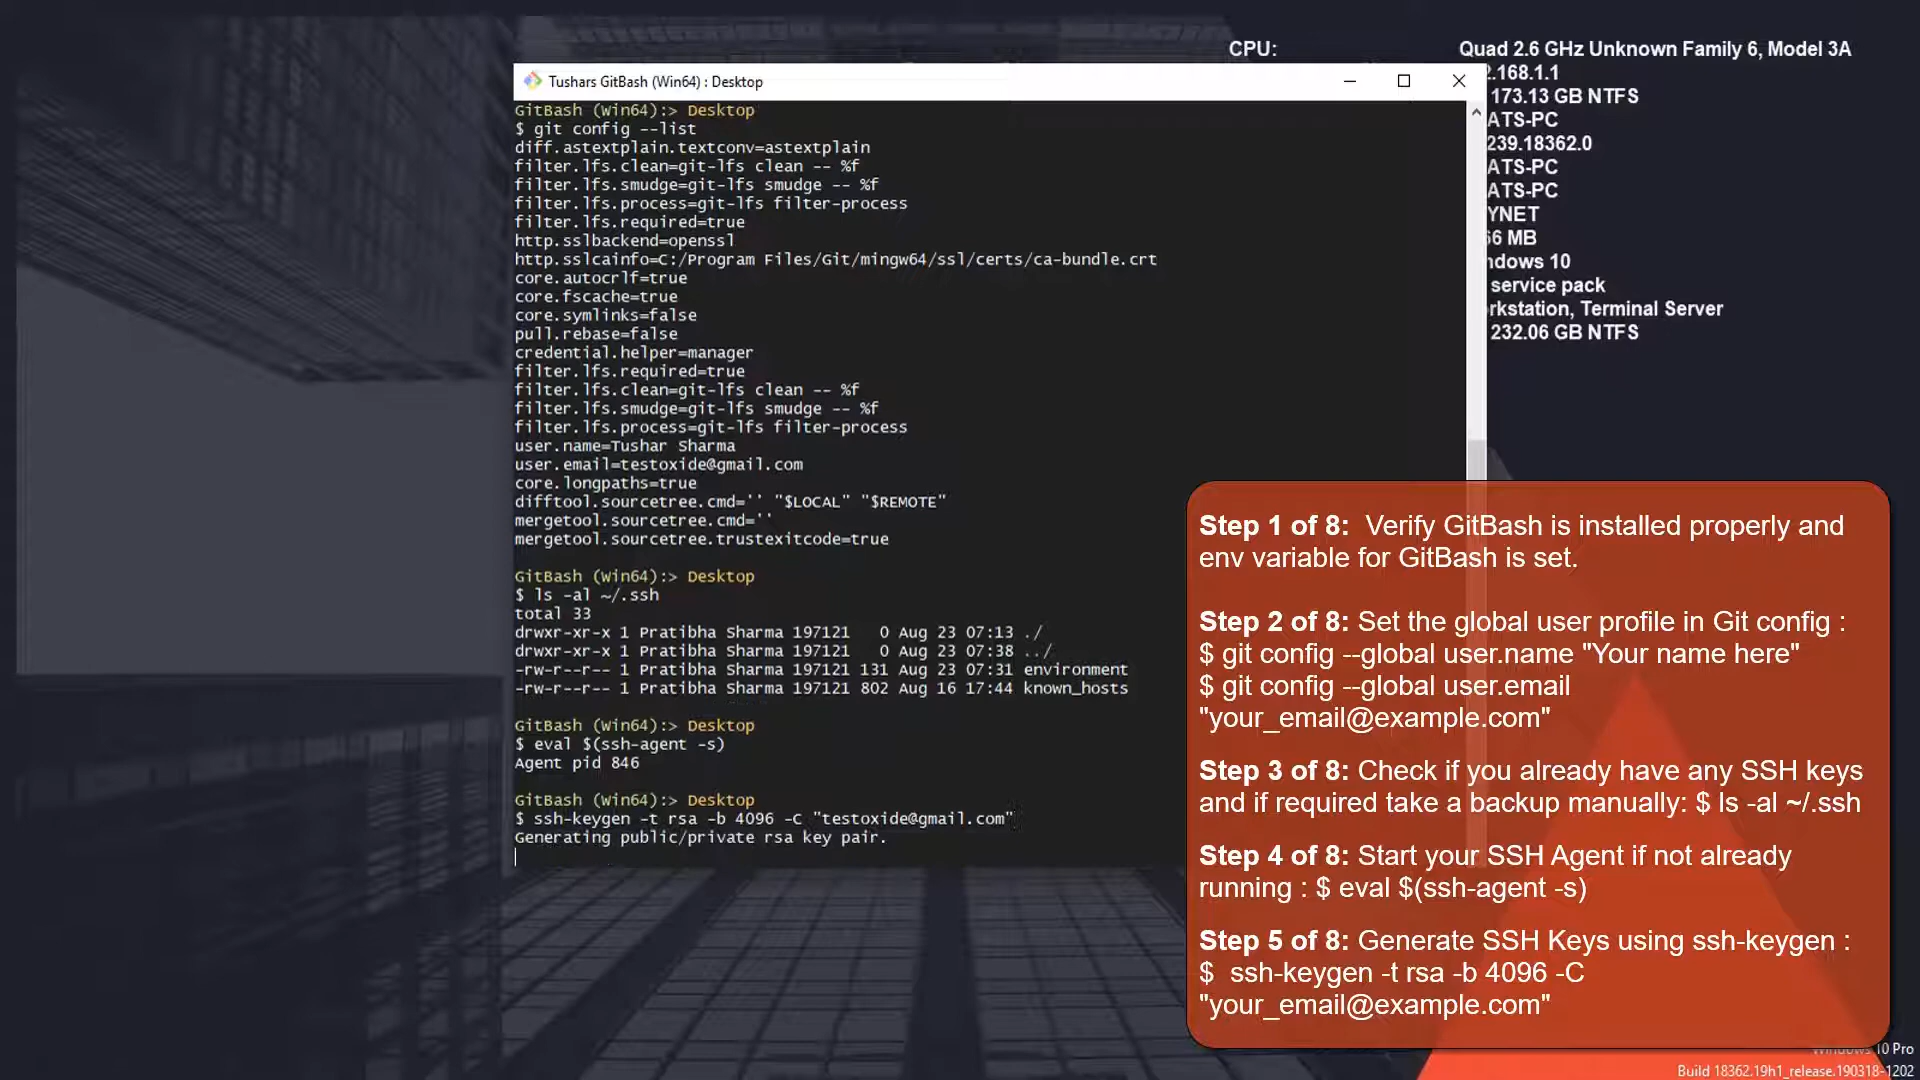 CPU: Quad 2.6 GHz Unknown Family 6, Model 3A
2.168.1.1
173.13 GB NTFS
ATS-PC
239.18362.0
ATS-PC
ATS-PC
YNET
66 MB
ndows 10
service pack
rkstation, Terminal Server
232.06 GB NTFS
Tushars GitBash (Win64) : Desktop
GitBash (Win64):> Desktop
$ git config --list
diff.astextplain.textconv=astextplain
filter.lfs.clean=git-lfs clean -- %f
filter.lfs.smudge=git-lfs smudge -- %f
filter.lfs.process=git-lfs filter-process
filter.lfs.required=true
http.sslbackend=openssl
http.sslcainfo=C:/Program Files/Git/mingw64/ssl/certs/ca-bundle.crt
core.autocrlf=true
core.fscache=true
core.symlinks=false
pull.rebase=false
credential.helper=manager
filter.lfs.required=true
filter.lfs.clean=git-lfs clean -- %f
filter.lfs.smudge=git-lfs smudge -- %f
filter.lfs.process=git-lfs filter-process
user.name=Tushar Sharma
user.email=testoxide@gmail.com
core.longpaths=true
difftool.sourcetree.cmd='' "$LOCAL" "$REMOTE"
mergetool.sourcetree.cmd=''
mergetool.sourcetree.trustexitcode=true
GitBash (Win64):> Desktop
$ ls -al ~/.ssh
total 33
drwxr-xr-x 1 Pratibha Sharma 197121   0 Aug 23 07:13 ./
drwxr-xr-x 1 Pratibha Sharma 197121   0 Aug 23 07:38 ../
-rw-r--r-- 1 Pratibha Sharma 197121 131 Aug 23 07:31 environment
-rw-r--r-- 1 Pratibha Sharma 197121 802 Aug 16 17:44 known_hosts
GitBash (Win64):> Desktop
$ eval $(ssh-agent -s)
Agent pid 846
GitBash (Win64):> Desktop
$ ssh-keygen -t rsa -b 4096 -C "testoxide@gmail.com"
Generating public/private rsa key pair.
Step 1 of 8: Verify GitBash is installed properly and
env variable for GitBash is set.
Step 2 of 8: Set the global user profile in Git config :
$ git config --global user.name "Your name here"
$ git config --global user.email
"your_email@example.com"
Step 3 of 8: Check if you already have any SSH keys
and if required take a backup manually: $ ls -al ~/.ssh
Step 4 of 8: Start your SSH Agent if not already
running : $ eval $(ssh-agent -s)
Step 5 of 8: Generate SSH Keys using ssh-keygen :
$ ssh-keygen -t rsa -b 4096 -C
"your_email@example.com"
Windows 10 Pro
Build 18362.19h1_release.190318-1202